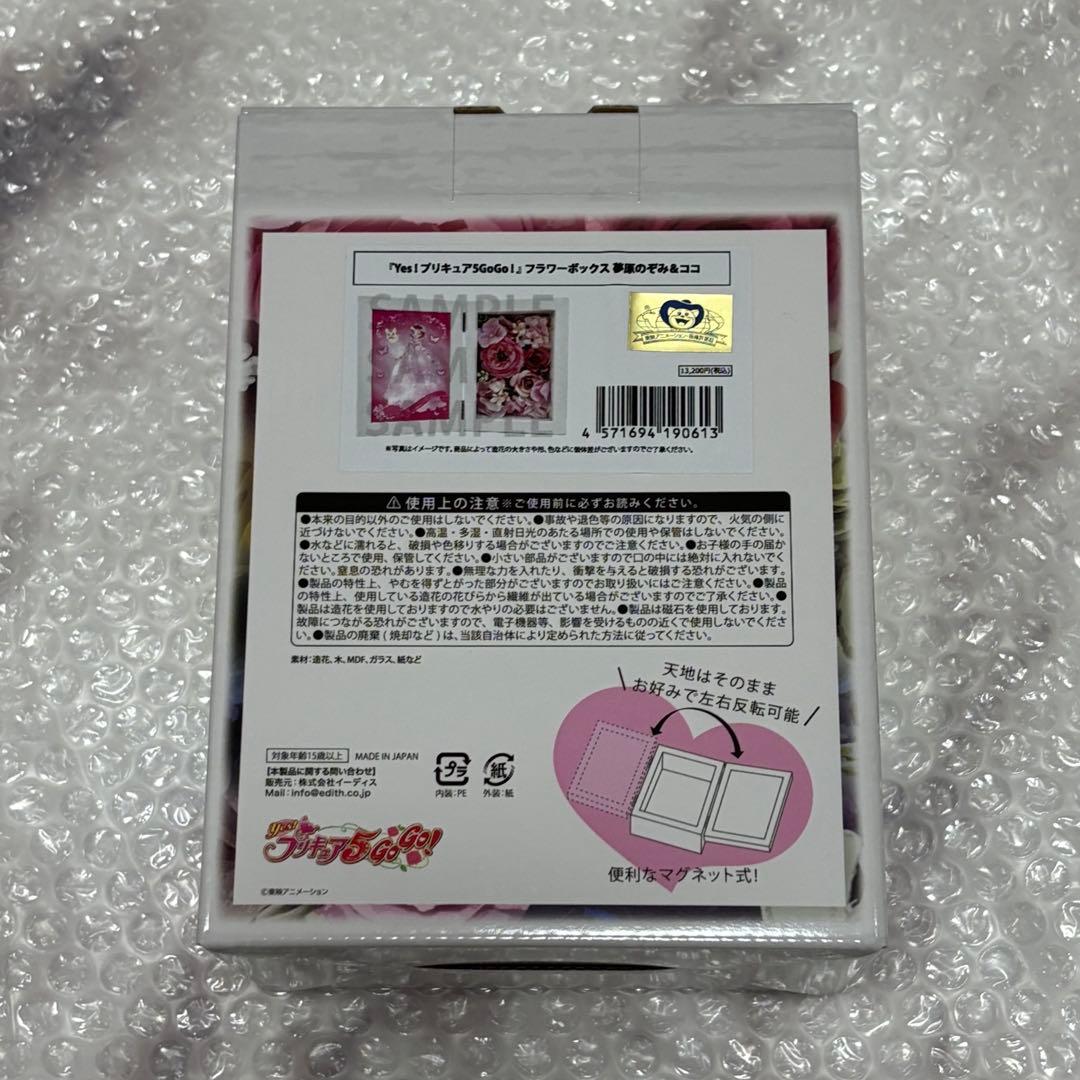 『Yes！プリキュア5GoGo！』フラワーボックス 夢原のぞみ＆ココ
SAMPLE
SAMPLE
SAMPLE
東映アニメーション・版権許諾証
13,200円(税込)
4 571694 190613
※写真はイメージです。商品によって造花の大きさや形、色などに個体差がございますのでご了承ください。
⚠使用上の注意 ※ご使用前に必ずお読みください。
●本来の目的以外のご使用はしないでください。●事故や退色等の原因になりますので、火気の側に
近づけないでください。●高温・多湿・直射日光のあたる場所での使用や保管はしないでください。
●水などに濡れると、破損や色移りする場合がございますのでご注意ください。●お子様の手の届か
ないところで使用、保管してください。●小さい部品がございますので口の中には絶対に入れないでく
ださい。窒息の恐れがあります。●無理な力を入れたり、衝撃を与えると破損する恐れがございます。
●製品の特性上、やむを得ずとがった部分がございますのでお取り扱いにはご注意ください。●製品
の特性上、使用している造花の花びらから繊維が出ている場合がございますのでご了承ください。●
製品は造花を使用しておりますので水やりの必要はございません。●製品は磁石を使用しております。
故障につながる恐れがございますので、電子機器等、影響を受けるものの近くで使用しないでくださ
い。●製品の廃棄(焼却など)は、当該自治体により定められた方法に従ってください。
素材：造花、木、MDF、ガラス、紙など
天地はそのまま
お好みで左右反転可能
対象年齢15歳以上 MADE IN JAPAN
【本製品に関する問い合わせ】
販売元：株式会社イーディス
Mail：info@edith.co.jp
プラ 紙
内装：PE 外装：紙
Yes!
プリキュア5GoGo!
便利なマグネット式！
©東映アニメーション